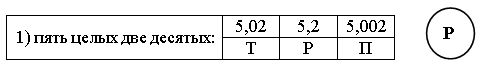 1) пять целых две десятых:
5,02 5,2 5,002
Т Р П
Р